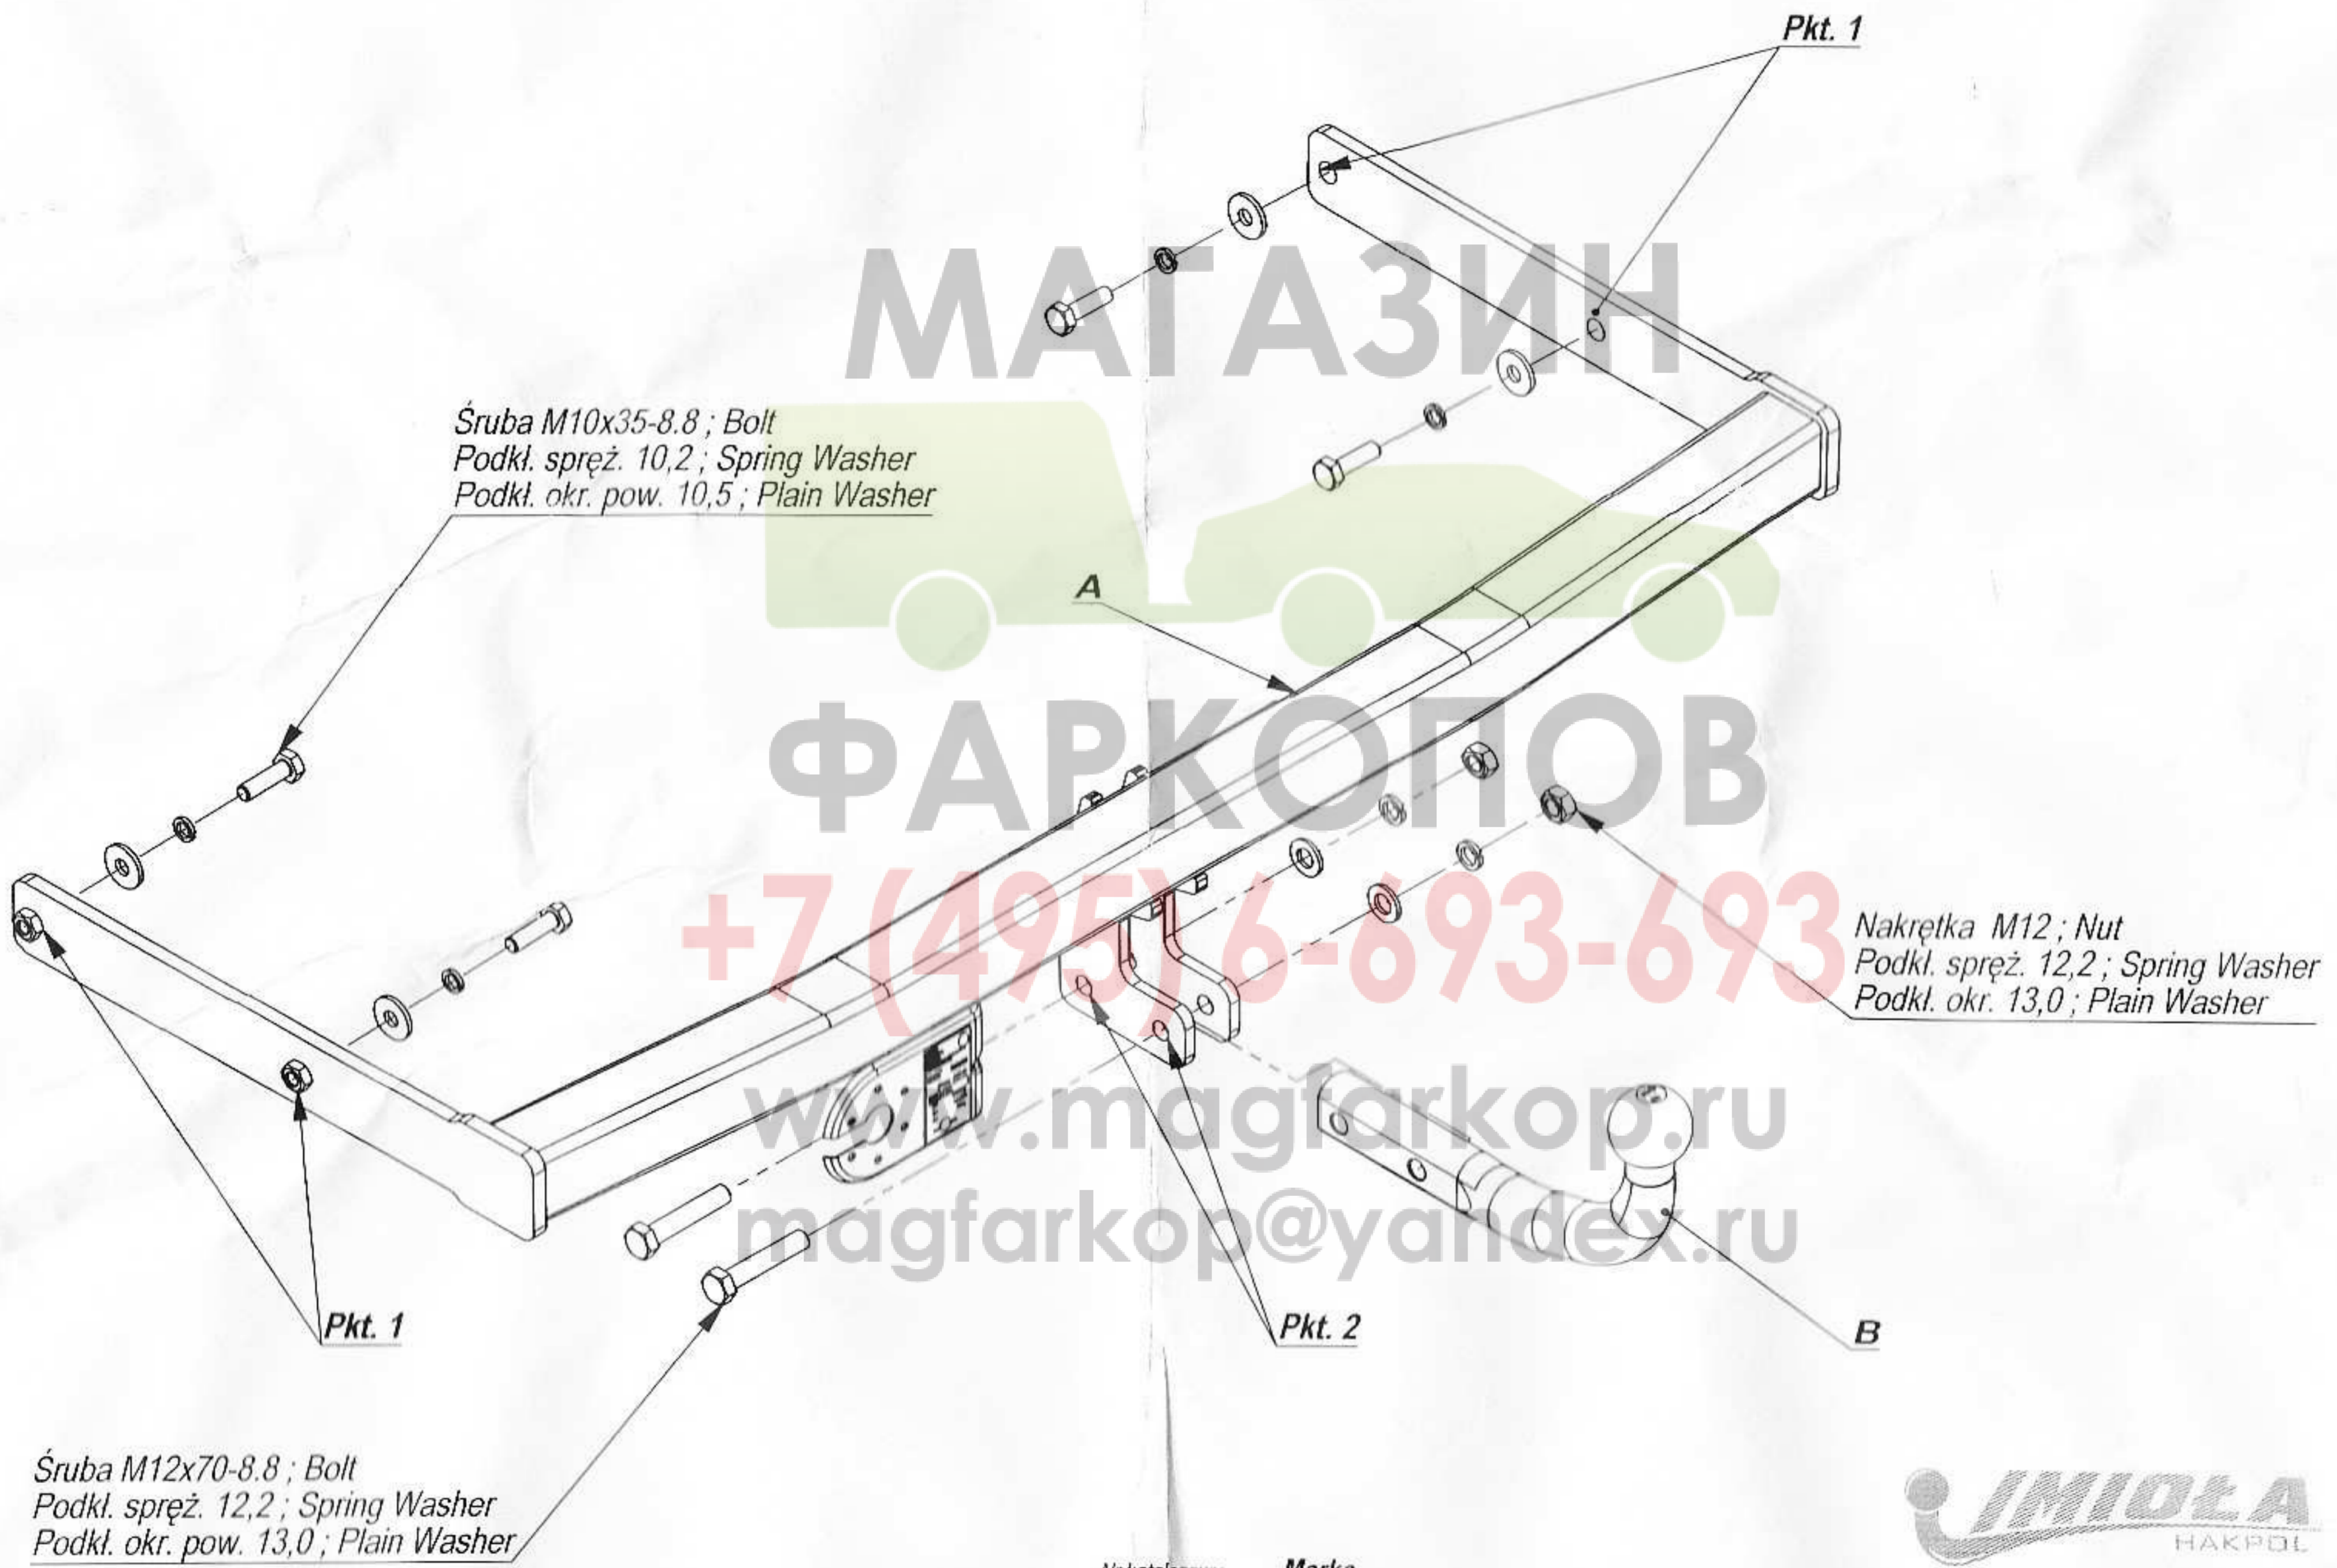 Pkt. 1
МАГАЗИН
Śruba M10x35-8.8 ; Bolt
Podkł. spręż. 10,2 ; Spring Washer
Podkł. okr. pow. 10,5 ; Plain Washer
A
ФАРКОПОВ
+7(495)6-693-693
Nakrętka M12 ; Nut
Podkł. spręż. 12,2 ; Spring Washer
Podkł. okr. 13,0 ; Plain Washer
www.magfarkop.ru
magfarkop@yandex.ru
Pkt. 1
Pkt. 2
B
Śruba M12x70-8.8 ; Bolt
Podkł. spręż. 12,2 ; Spring Washer
Podkł. okr. pow. 13,0 ; Plain Washer
IMIOŁA
HAKPOL
Marka